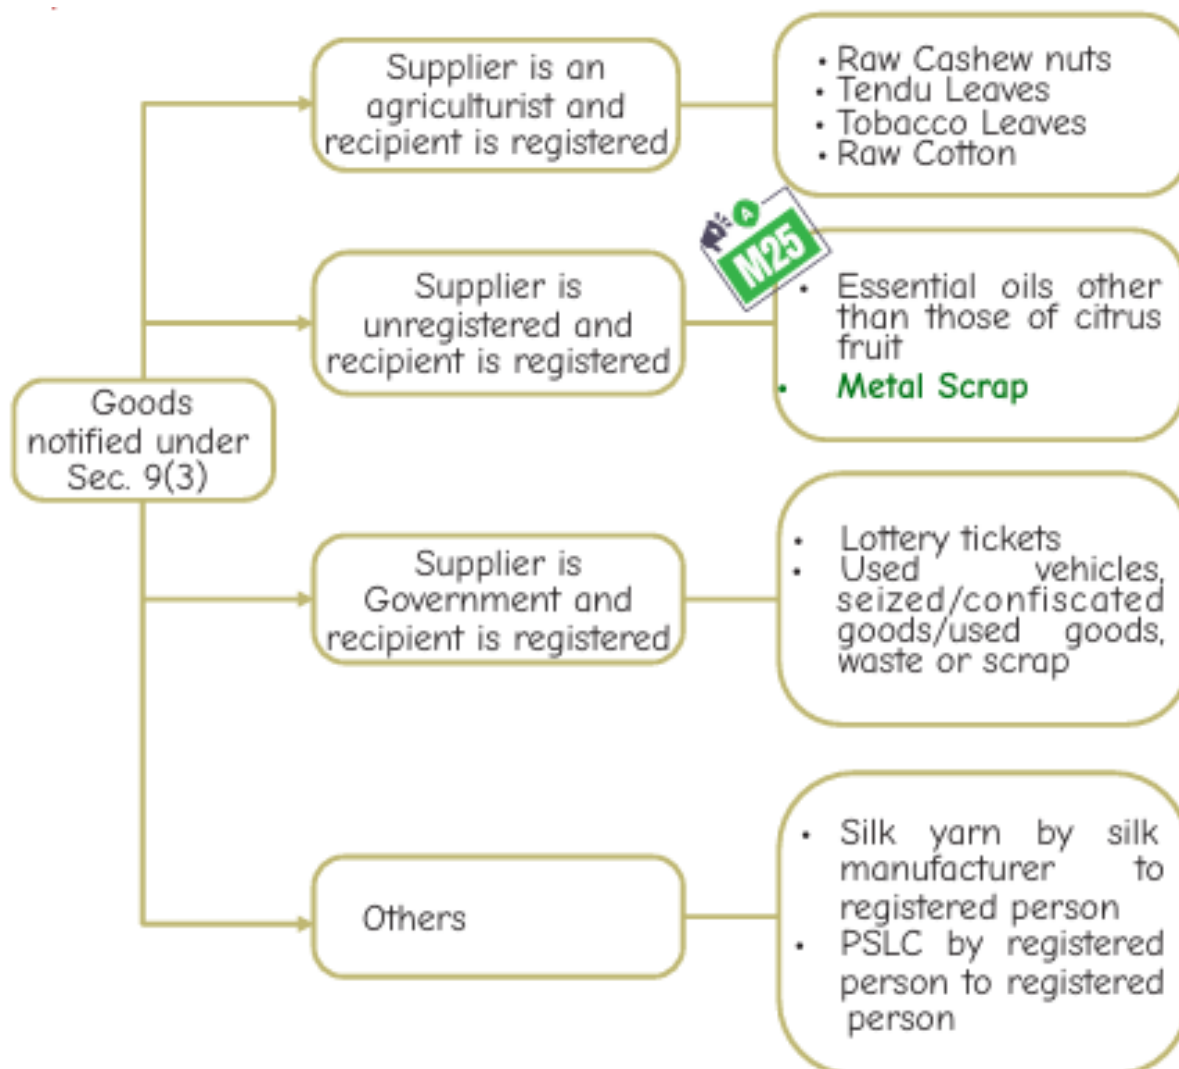 Goods
notified under
Sec. 9(3)
Supplier is an
agriculturist and
recipient is registered
• Raw Cashew nuts
• Tendu Leaves
• Tobacco Leaves
• Raw Cotton
Supplier is
unregistered and
recipient is registered
A
M25
• Essential oils other
than those of citrus
fruit
• Metal Scrap
Supplier is
Government and
recipient is registered
• Lottery tickets
• Used vehicles,
seized/confiscated
goods/used goods,
waste or scrap
Others
• Silk yarn by silk
manufacturer to
registered person
• PSLC by registered
person to registered
person